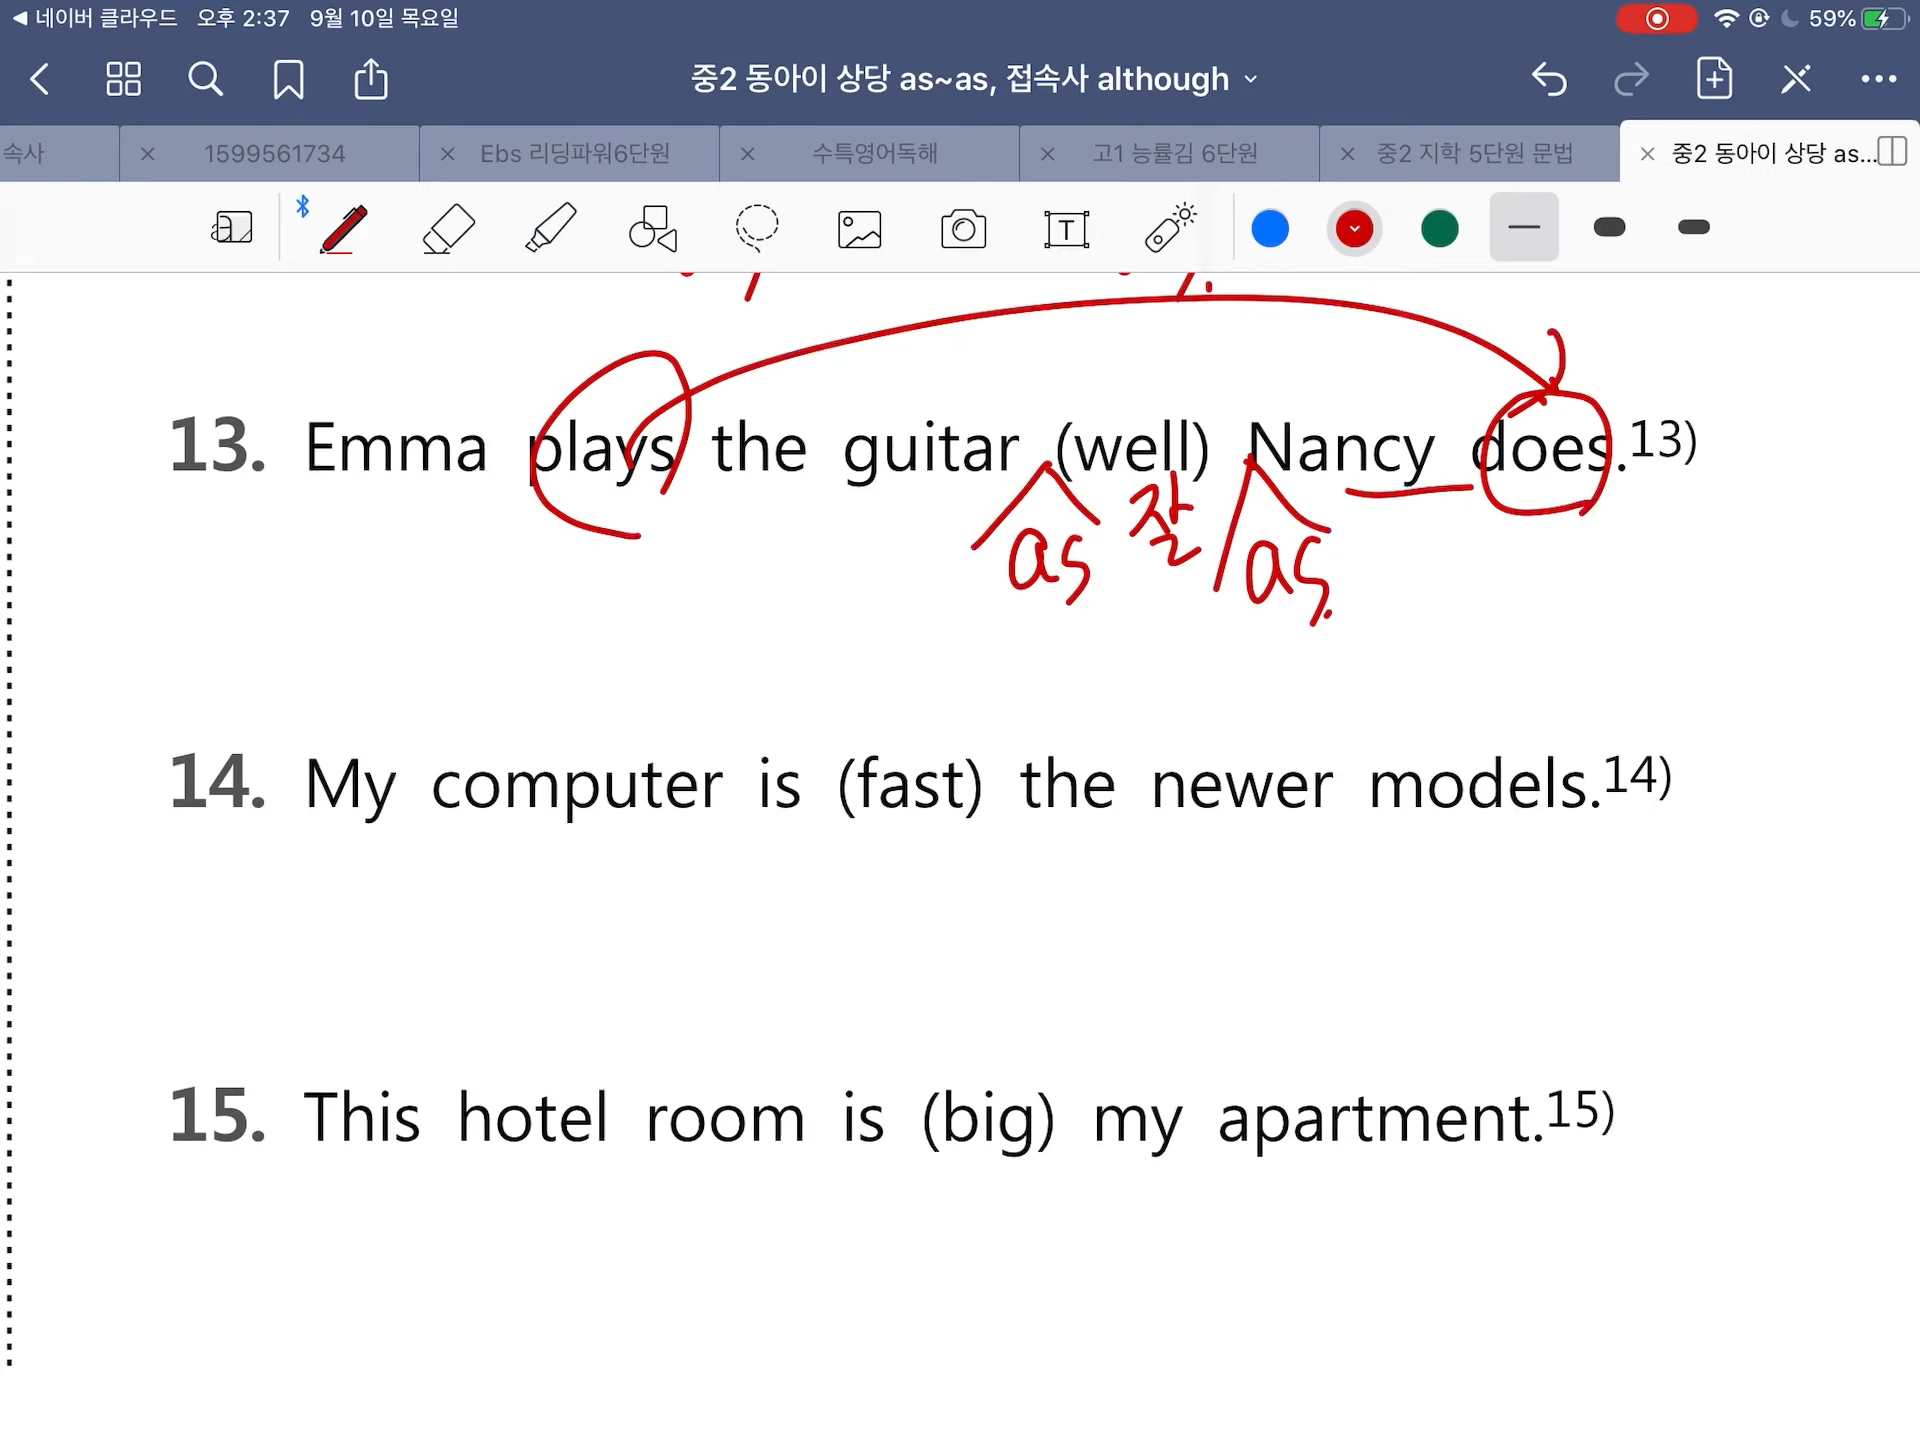 네이버 클라우드 오후 2:37 9월 10일 목요일 59%
중2 동아이 상당 as~as, 접속사 although
속사 1599561734 Ebs 리딩파워6단원 수특영어독해 고1 능률김 6단원 중2 지학 5단원 문법 중2 동아이 상당 as...
T
13. Emma plays the guitar (well) Nancy does.13)
as 잘 as
14. My computer is (fast) the newer models.14)
15. This hotel room is (big) my apartment.15)